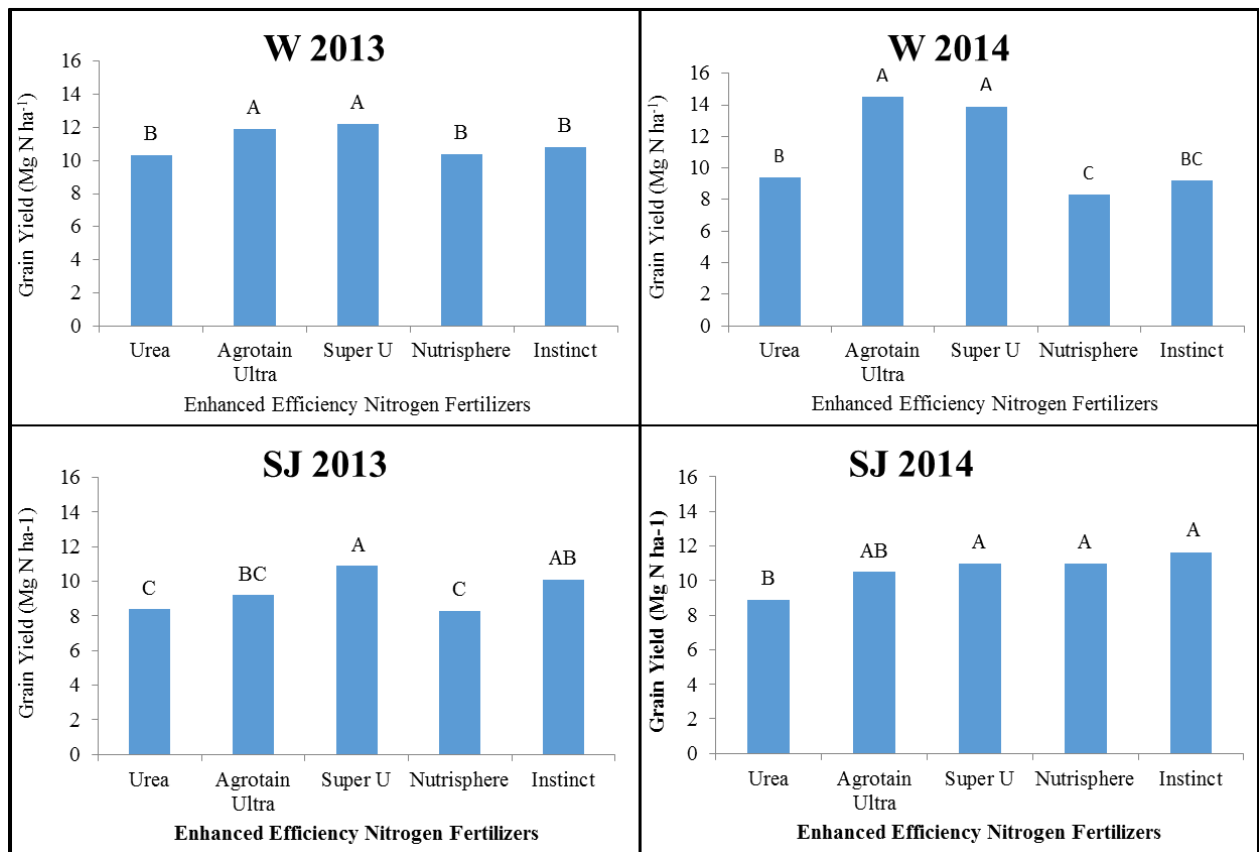 W 2013
Grain Yield (Mg N ha-1)
16
14
12
10
8
6
4
2
0
B
A
A
B
B
Urea
Agrotain
Ultra
Super U
Nutrisphere
Instinct
Enhanced Efficiency Nitrogen Fertilizers
W 2014
Grain Yield (Mg N ha-1)
16
14
12
10
8
6
4
2
0
B
A
A
C
BC
Urea
Agrotain
Ultra
Super U
Nutrisphere
Instinct
Enhanced Efficiency Nitrogen Fertilizers
SJ 2013
Grain Yield (Mg N ha-1)
16
14
12
10
8
6
4
2
0
C
BC
A
C
AB
Urea
Agrotain
Ultra
Super U
Nutrisphere
Instinct
Enhanced Efficiency Nitrogen Fertilizers
SJ 2014
Grain Yield (Mg N ha-1)
16
14
12
10
8
6
4
2
0
B
AB
A
A
A
Urea
Agrotain
Ultra
Super U
Nutrisphere
Instinct
Enhanced Efficiency Nitrogen Fertilizers